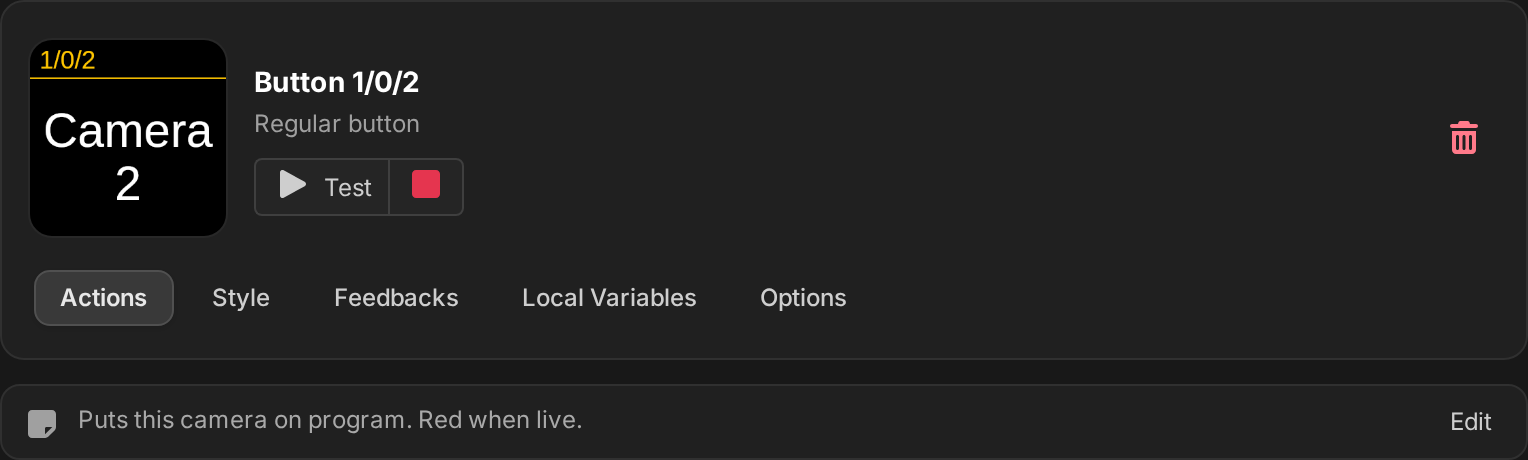 1/0/2
Camera
2
Button 1/0/2
Regular button
Test
Actions Style Feedbacks Local Variables Options
Puts this camera on program. Red when live.
Edit